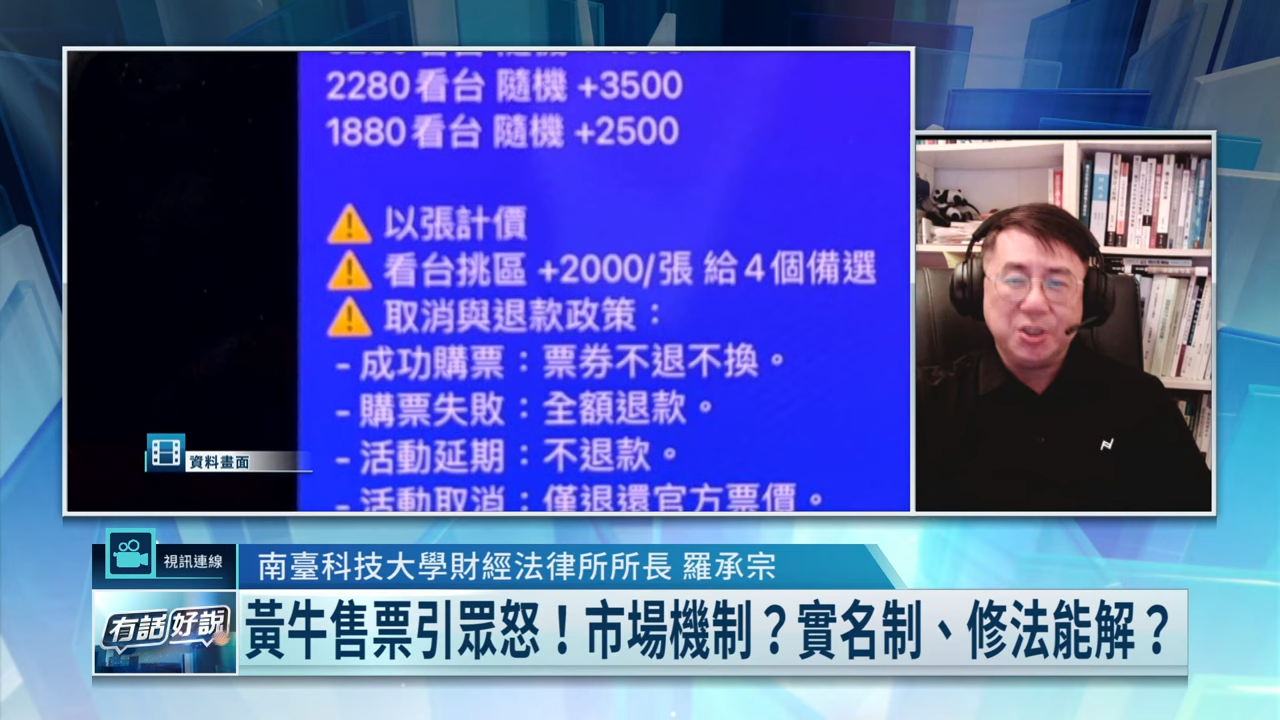 2280看台 隨機 +3500
1880看台 隨機 +2500
以張計價
看台挑區 +2000/張 給4個備選
取消與退款政策：
- 成功購票：票券不退不換。
- 購票失敗：全額退款。
- 活動延期：不退款。
- 活動取消：僅退還官方票價。
資料畫面
視訊連線
南臺科技大學財經法律所所長 羅承宗
有話好說
黃牛售票引眾怒！市場機制？實名制、修法能解？